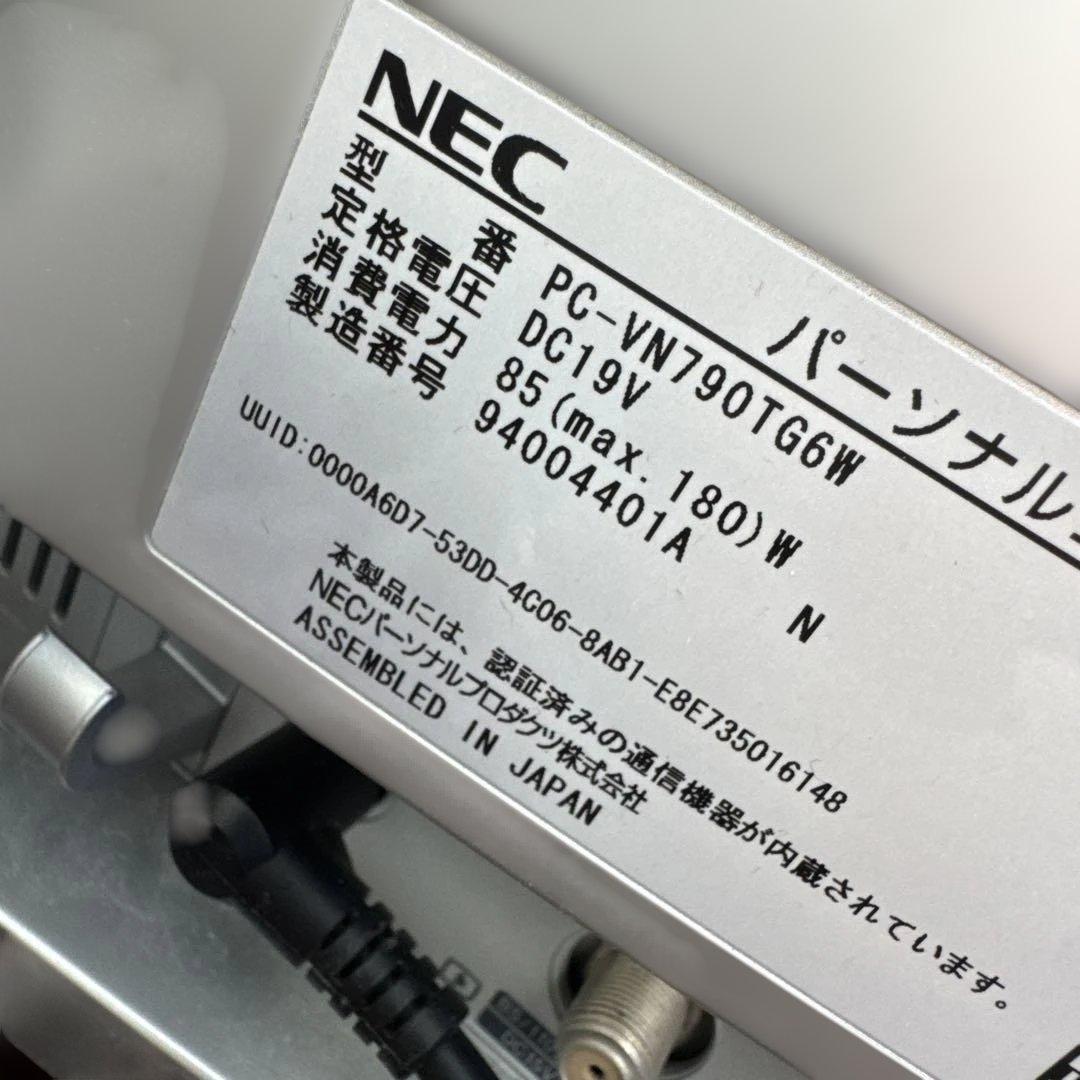 NEC
パーソナル
型 番 PC-VN790TG6W
定格電圧 DC19V
消費電力 85(max.180)W
製造番号 94004401A N
UUID:0000A6D7-53DD-4C06-8AB1-E8E735016148
本製品には、認証済みの通信機器が内蔵されています。
NECパーソナルプロダクツ株式会社
ASSEMBLED IN JAPAN